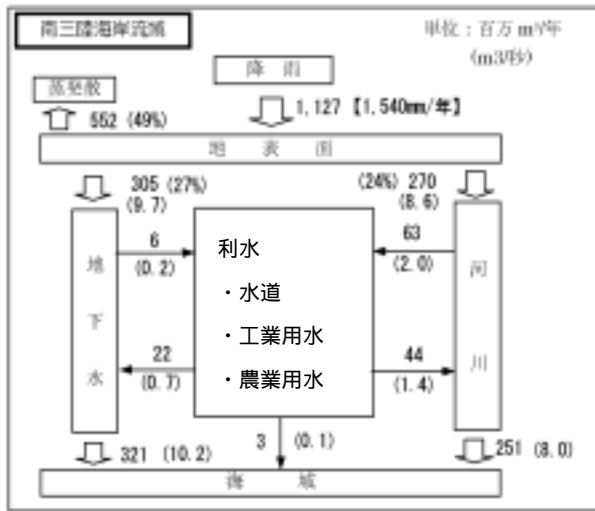 南三陸海岸流域
単位：百万㎥/年
(m3/秒)
降 雨
蒸発散
552 (49%)
1,127 【1,540mm/年】
地 表 面
305 (27%)
(9.7)
(24%) 270
(8.6)
地下水
6
(0.2)
22
(0.7)
利水
・水道
・工業用水
・農業用水
63
(2.0)
44
(1.4)
河川
321 (10.2)
3 (0.1)
251 (8.0)
海 域